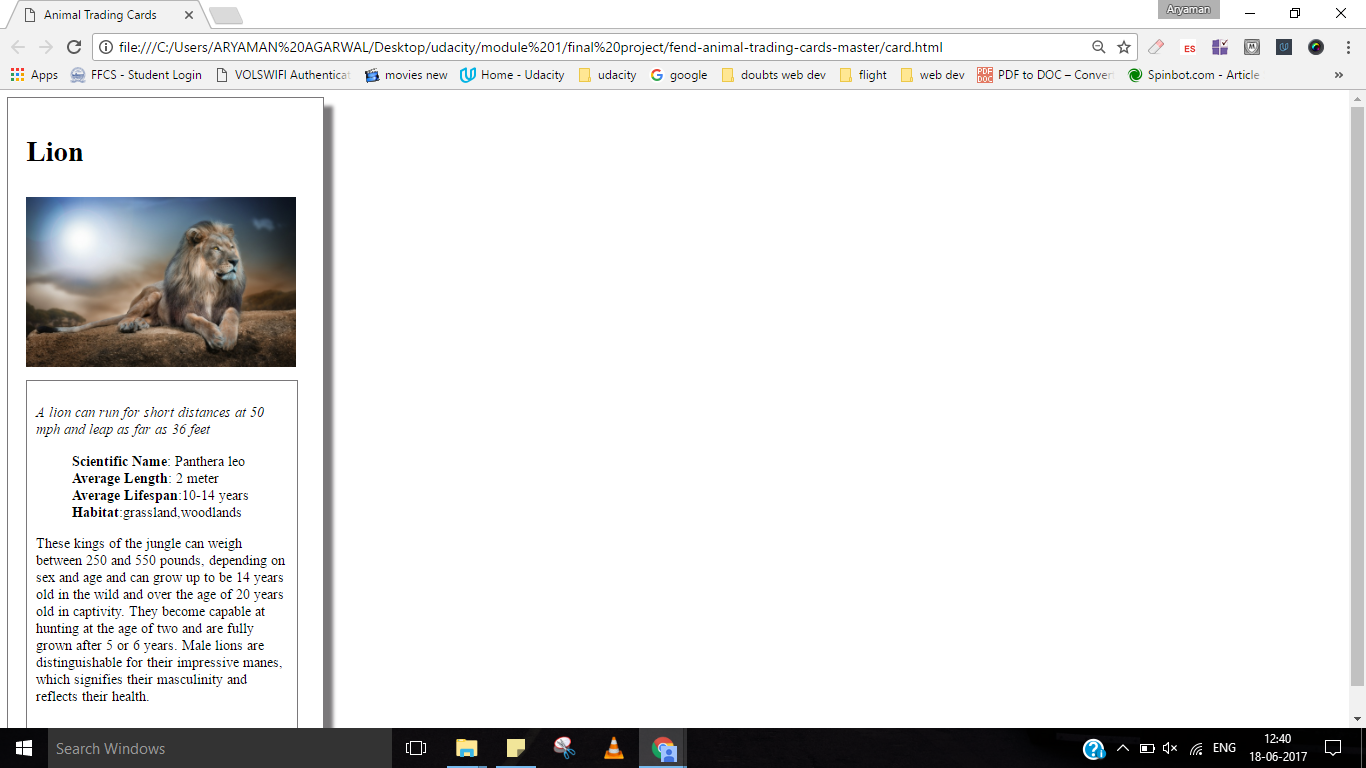 Animal Trading Cards
Aryaman
file:///C:/Users/ARYAMAN%20AGARWAL/Desktop/udacity/module%201/final%20project/fend-animal-trading-cards-master/card.html
ES
Apps FFCS - Student Login VOLSWIFI Authenticat movies new Home - Udacity udacity google doubts web dev flight web dev PDF DOC PDF to DOC – Conver Spinbot.com - Article »
Lion
A lion can run for short distances at 50
mph and leap as far as 36 feet
Scientific Name: Panthera leo
Average Length: 2 meter
Average Lifespan:10-14 years
Habitat:grassland,woodlands
These kings of the jungle can weigh
between 250 and 550 pounds, depending on
sex and age and can grow up to be 14 years
old in the wild and over the age of 20 years
old in captivity. They become capable at
hunting at the age of two and are fully
grown after 5 or 6 years. Male lions are
distinguishable for their impressive manes,
which signifies their masculinity and
reflects their health.
Search Windows
ENG
12:40
18-06-2017